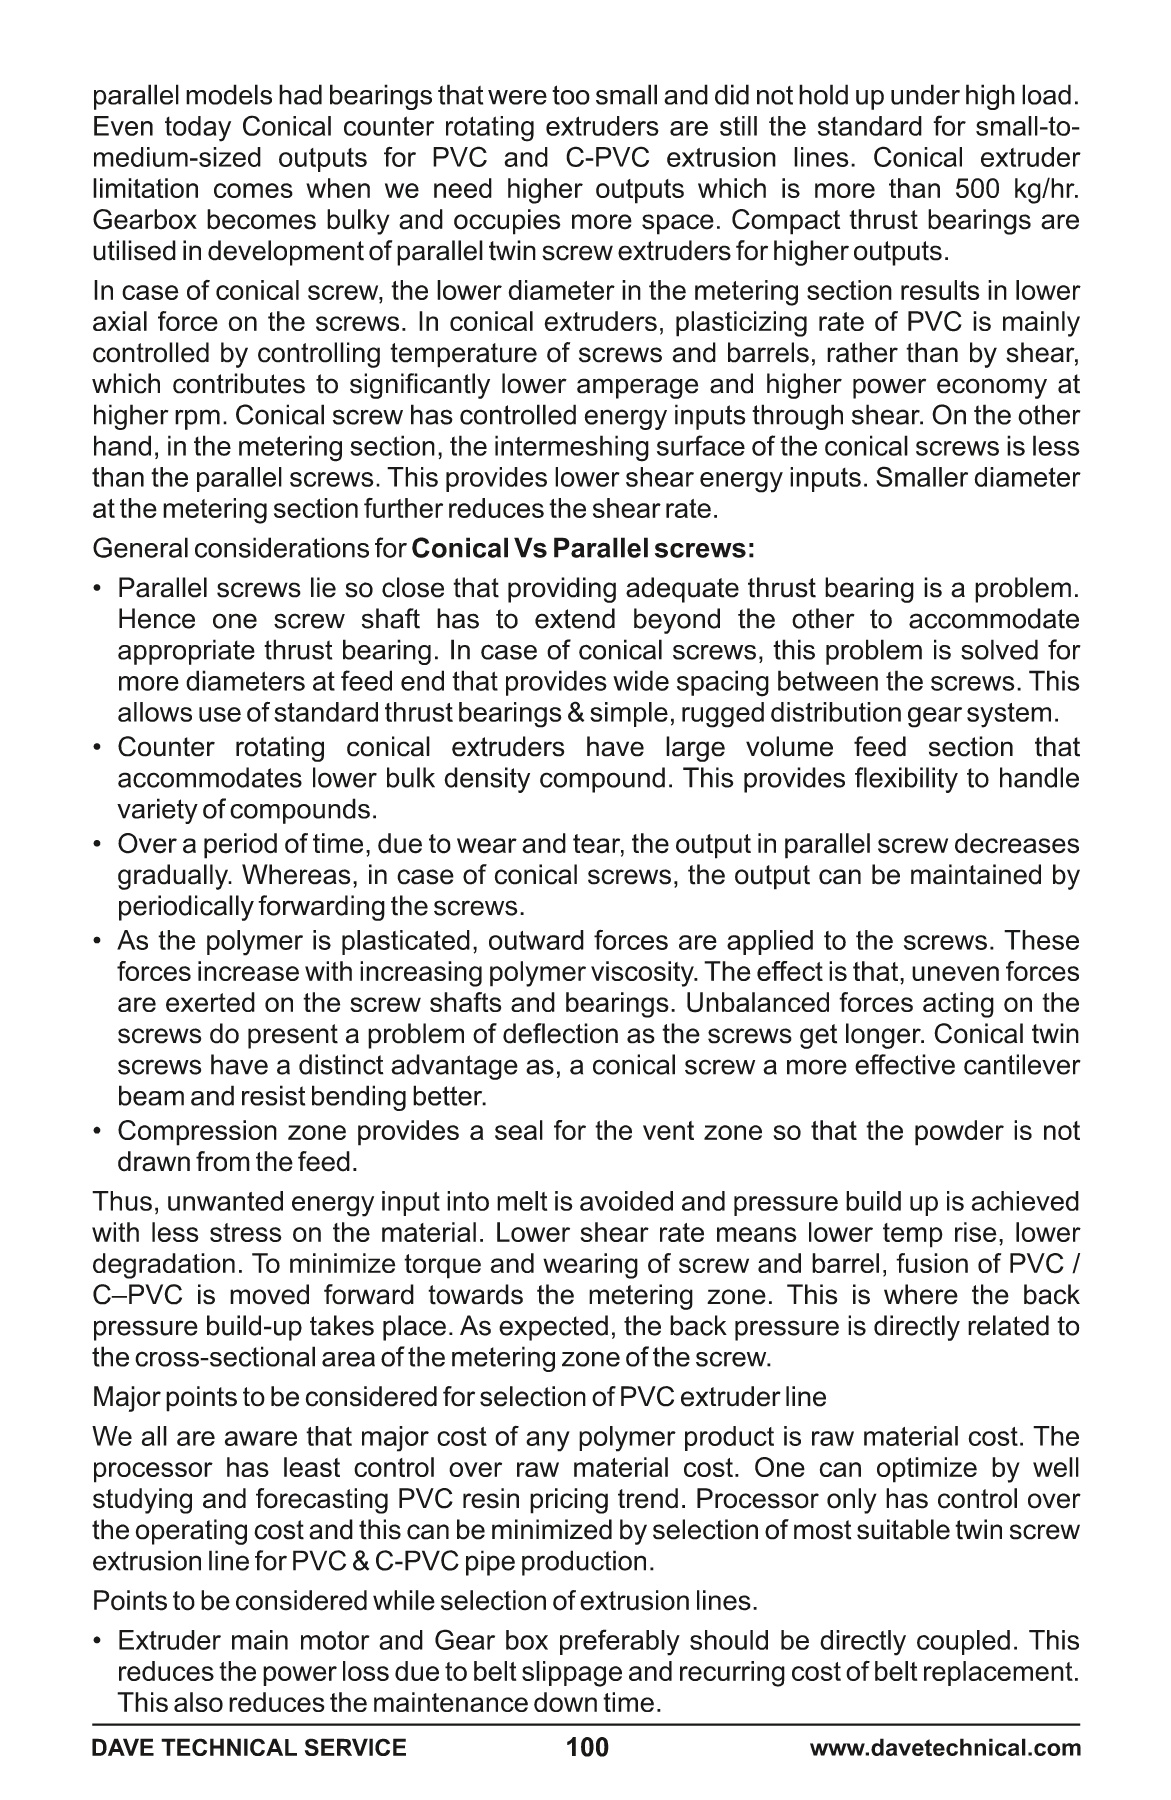 parallel models had bearings that were too small and did not hold up under high load.
Even today Conical counter rotating extruders are still the standard for small-to-
medium-sized outputs for PVC and C-PVC extrusion lines. Conical extruder
limitation comes when we need higher outputs which is more than 500 kg/hr.
Gearbox becomes bulky and occupies more space. Compact thrust bearings are
utilised in development of parallel twin screw extruders for higher outputs.
In case of conical screw, the lower diameter in the metering section results in lower
axial force on the screws. In conical extruders, plasticizing rate of PVC is mainly
controlled by controlling temperature of screws and barrels, rather than by shear,
which contributes to significantly lower amperage and higher power economy at
higher rpm. Conical screw has controlled energy inputs through shear. On the other
hand, in the metering section, the intermeshing surface of the conical screws is less
than the parallel screws. This provides lower shear energy inputs. Smaller diameter
at the metering section further reduces the shear rate.
General considerations for Conical Vs Parallel screws:
• Parallel screws lie so close that providing adequate thrust bearing is a problem.
Hence one screw shaft has to extend beyond the other to accommodate
appropriate thrust bearing. In case of conical screws, this problem is solved for
more diameters at feed end that provides wide spacing between the screws. This
allows use of standard thrust bearings & simple, rugged distribution gear system.
• Counter rotating conical extruders have large volume feed section that
accommodates lower bulk density compound. This provides flexibility to handle
variety of compounds.
• Over a period of time, due to wear and tear, the output in parallel screw decreases
gradually. Whereas, in case of conical screws, the output can be maintained by
periodically forwarding the screws.
• As the polymer is plasticated, outward forces are applied to the screws. These
forces increase with increasing polymer viscosity. The effect is that, uneven forces
are exerted on the screw shafts and bearings. Unbalanced forces acting on the
screws do present a problem of deflection as the screws get longer. Conical twin
screws have a distinct advantage as, a conical screw a more effective cantilever
beam and resist bending better.
• Compression zone provides a seal for the vent zone so that the powder is not
drawn from the feed.
Thus, unwanted energy input into melt is avoided and pressure build up is achieved
with less stress on the material. Lower shear rate means lower temp rise, lower
degradation. To minimize torque and wearing of screw and barrel, fusion of PVC /
C–PVC is moved forward towards the metering zone. This is where the back
pressure build-up takes place. As expected, the back pressure is directly related to
the cross-sectional area of the metering zone of the screw.
Major points to be considered for selection of PVC extruder line
We all are aware that major cost of any polymer product is raw material cost. The
processor has least control over raw material cost. One can optimize by well
studying and forecasting PVC resin pricing trend. Processor only has control over
the operating cost and this can be minimized by selection of most suitable twin screw
extrusion line for PVC & C-PVC pipe production.
Points to be considered while selection of extrusion lines.
• Extruder main motor and Gear box preferably should be directly coupled. This
reduces the power loss due to belt slippage and recurring cost of belt replacement.
This also reduces the maintenance down time.
DAVE TECHNICAL SERVICE 100 www.davetechnical.com